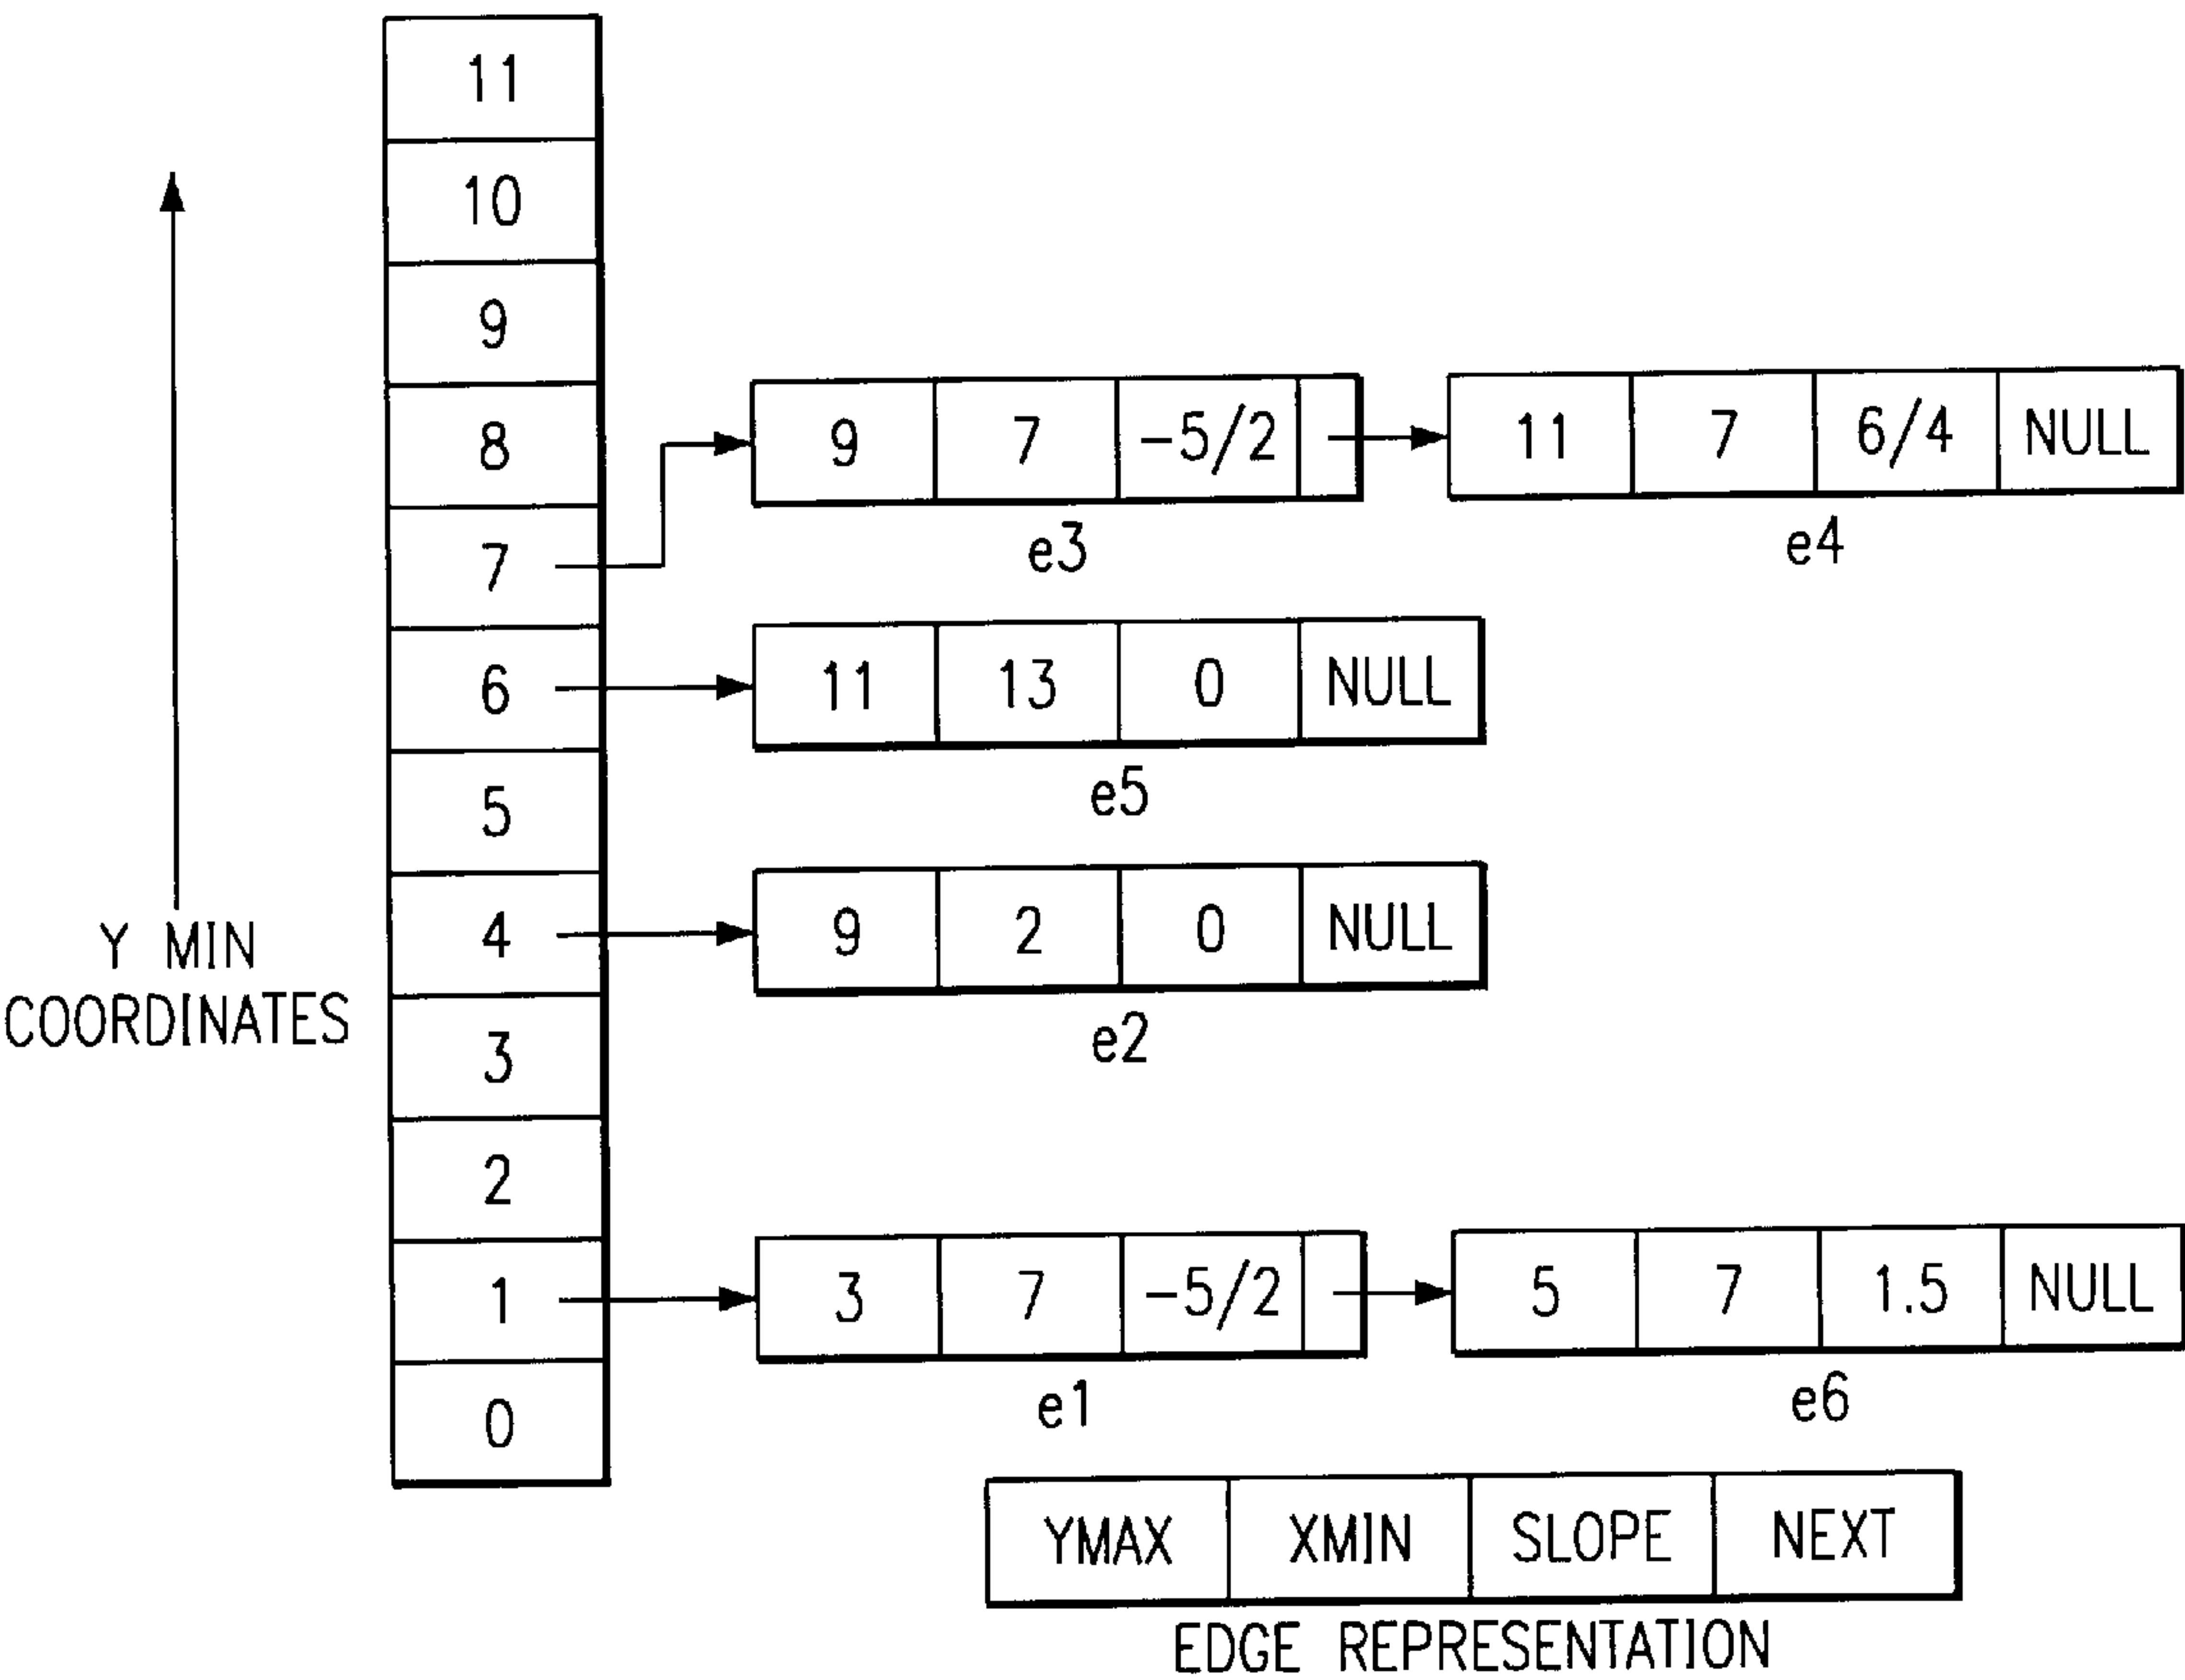 11
10
9
8
9 7 -5/2
11 7 6/4 NULL
7
e3
e4
6
11 13 0 NULL
5
e5
Y MIN
COORDINATES
4
9 2 0 NULL
3
e2
2
1
3 7 -5/2
5 7 1.5 NULL
0
e1
e6
YMAX XMIN SLOPE NEXT
EDGE REPRESENTATION